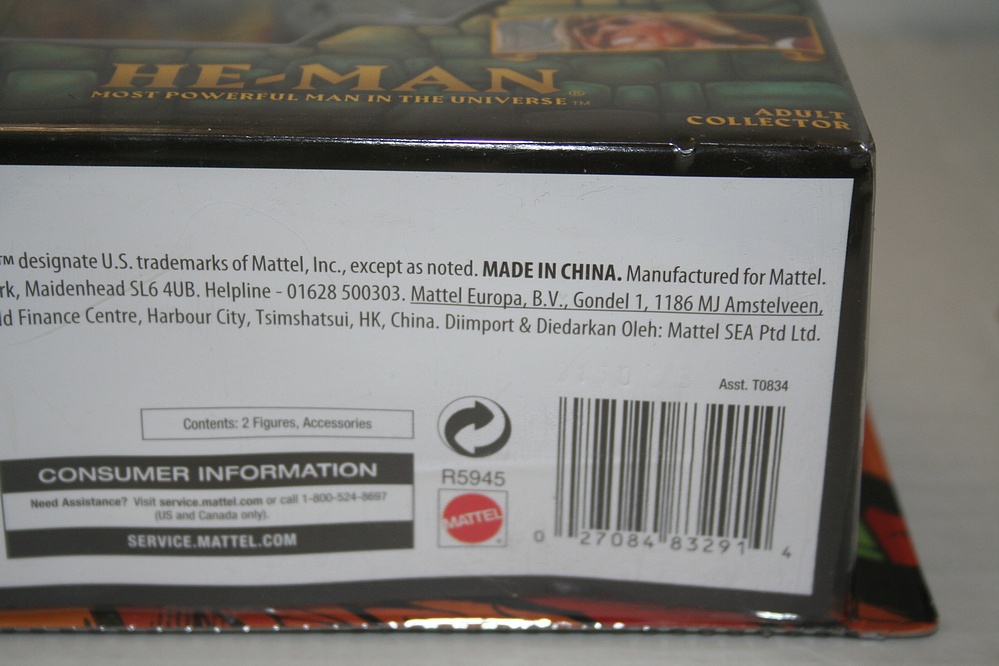 HE-MAN®
MOST POWERFUL MAN IN THE UNIVERSE™
ADULT
COLLECTOR
™ designate U.S. trademarks of Mattel, Inc., except as noted. MADE IN CHINA. Manufactured for Mattel.
rk, Maidenhead SL6 4UB. Helpline - 01628 500303. Mattel Europa, B.V., Gondel 1, 1186 MJ Amstelveen,
ld Finance Centre, Harbour City, Tsimshatsui, HK, China. Diimport & Diedarkan Oleh: Mattel SEA Ptd Ltd.
Asst. T0834
Contents: 2 Figures, Accessories
CONSUMER INFORMATION
Need Assistance? Visit service.mattel.com or call 1-800-524-8697
(US and Canada only).
SERVICE.MATTEL.COM
R5945
MATTEL
0 27084 83291 4